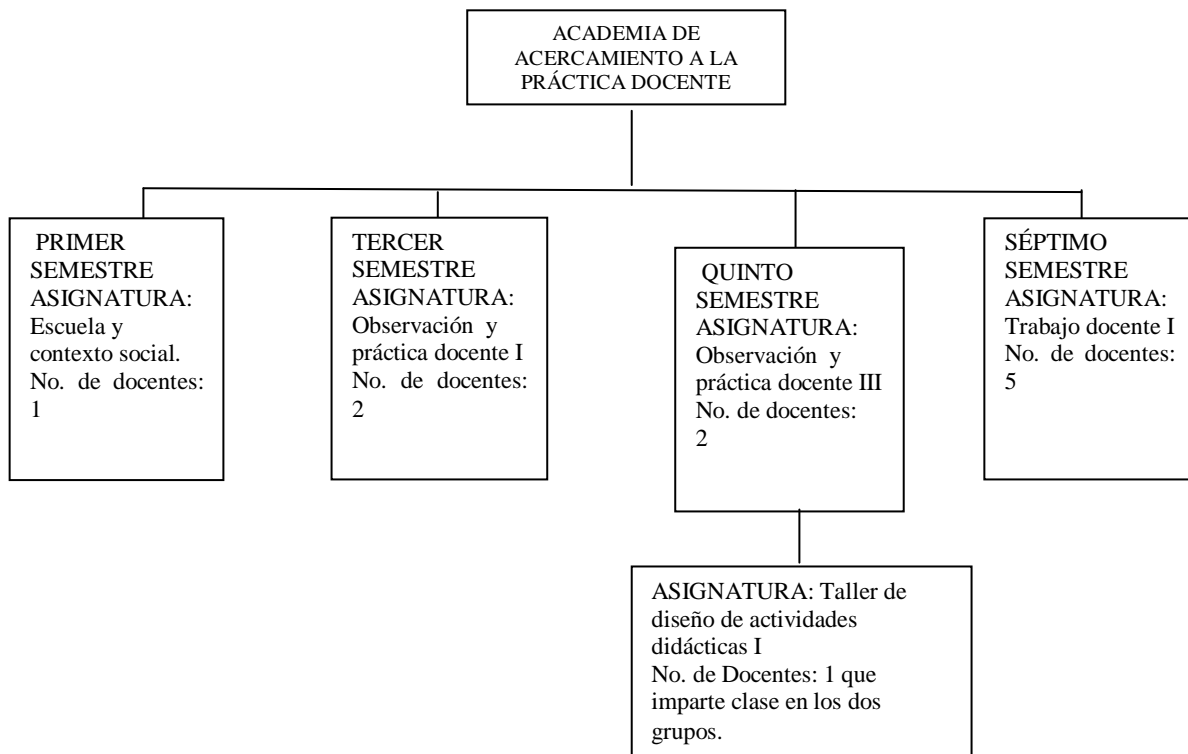 ACADEMIA DE
ACERCAMIENTO A LA
PRÁCTICA DOCENTE
PRIMER
SEMESTRE
ASIGNATURA:
Escuela y
contexto social.
No. de docentes:
1
TERCER
SEMESTRE
ASIGNATURA:
Observación y
práctica docente I
No. de docentes:
2
QUINTO
SEMESTRE
ASIGNATURA:
Observación y
práctica docente III
No. de docentes:
2
SÉPTIMO
SEMESTRE
ASIGNATURA:
Trabajo docente I
No. de docentes:
5
ASIGNATURA: Taller de
diseño de actividades
didácticas I
No. de Docentes: 1 que
imparte clase en los dos
grupos.